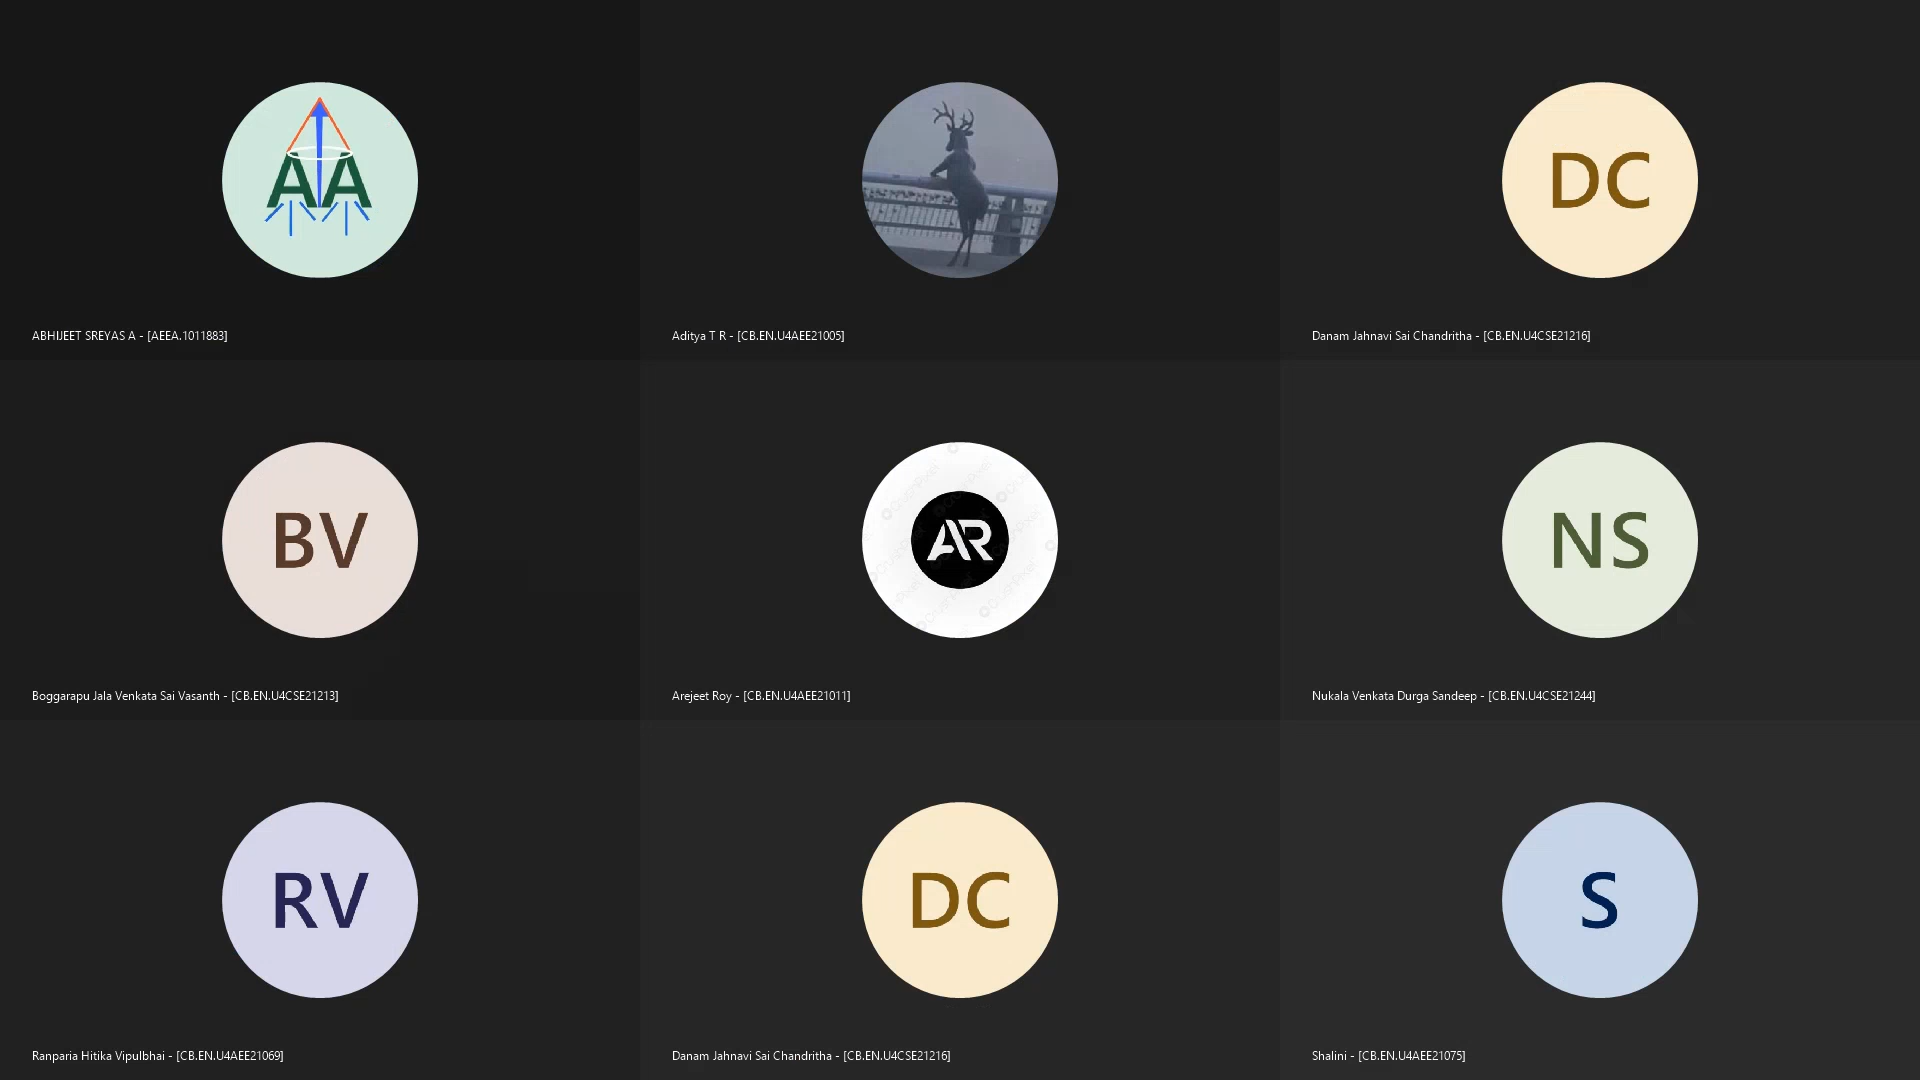 AA
ABHIJEET SREYAS A - [AEEA.1011883]
Aditya T R - [CB.EN.U4AEE21005]
DC
Danam Jahnavi Sai Chandritha - [CB.EN.U4CSE21216]
BV
Boggarapu Jala Venkata Sai Vasanth - [CB.EN.U4CSE21213]
AR
Arejeet Roy - [CB.EN.U4AEE21011]
NS
Nukala Venkata Durga Sandeep - [CB.EN.U4CSE21244]
RV
Ranparia Hitika Vipulbhai - [CB.EN.U4AEE21069]
DC
Danam Jahnavi Sai Chandritha - [CB.EN.U4CSE21216]
S
Shalini - [CB.EN.U4AEE21075]